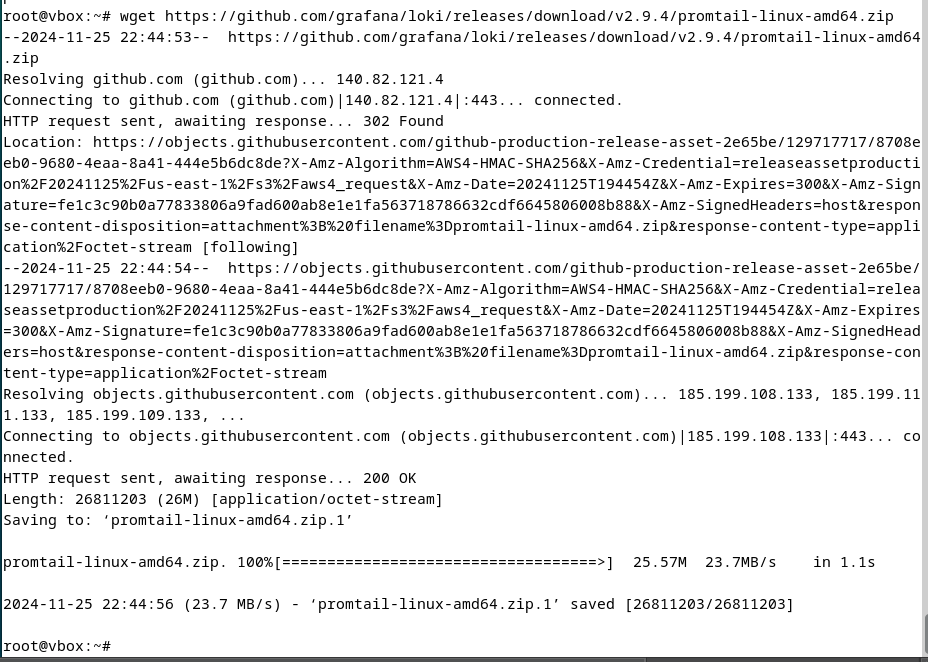 root@vbox:~# wget https://github.com/grafana/loki/releases/download/v2.9.4/promtail-linux-amd64.zip
--2024-11-25 22:44:53--  https://github.com/grafana/loki/releases/download/v2.9.4/promtail-linux-amd64
.zip
Resolving github.com (github.com)... 140.82.121.4
Connecting to github.com (github.com)|140.82.121.4|:443... connected.
HTTP request sent, awaiting response... 302 Found
Location: https://objects.githubusercontent.com/github-production-release-asset-2e65be/129717717/8708e
eb0-9680-4eaa-8a41-444e5b6dc8de?X-Amz-Algorithm=AWS4-HMAC-SHA256&X-Amz-Credential=releaseassetproducti
on%2F20241125%2Fus-east-1%2Fs3%2Faws4_request&X-Amz-Date=20241125T194454Z&X-Amz-Expires=300&X-Amz-Sign
ature=fe1c3c90b0a77833806a9fad600ab8e1e1fa563718786632cdf6645806008b88&X-Amz-SignedHeaders=host&respon
se-content-disposition=attachment%3B%20filename%3Dpromtail-linux-amd64.zip&response-content-type=appli
cation%2Foctet-stream [following]
--2024-11-25 22:44:54--  https://objects.githubusercontent.com/github-production-release-asset-2e65be/
129717717/8708eeb0-9680-4eaa-8a41-444e5b6dc8de?X-Amz-Algorithm=AWS4-HMAC-SHA256&X-Amz-Credential=relea
seassetproduction%2F20241125%2Fus-east-1%2Fs3%2Faws4_request&X-Amz-Date=20241125T194454Z&X-Amz-Expires
=300&X-Amz-Signature=fe1c3c90b0a77833806a9fad600ab8e1e1fa563718786632cdf6645806008b88&X-Amz-SignedHead
ers=host&response-content-disposition=attachment%3B%20filename%3Dpromtail-linux-amd64.zip&response-con
tent-type=application%2Foctet-stream
Resolving objects.githubusercontent.com (objects.githubusercontent.com)... 185.199.108.133, 185.199.11
1.133, 185.199.109.133, ...
Connecting to objects.githubusercontent.com (objects.githubusercontent.com)|185.199.108.133|:443... co
nnected.
HTTP request sent, awaiting response... 200 OK
Length: 26811203 (26M) [application/octet-stream]
Saving to: ‘promtail-linux-amd64.zip.1’

promtail-linux-amd64.zip. 100%[===================================>]  25.57M  23.7MB/s    in 1.1s

2024-11-25 22:44:56 (23.7 MB/s) - ‘promtail-linux-amd64.zip.1’ saved [26811203/26811203]

root@vbox:~#